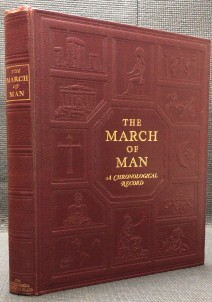 THE
MARCH
OF
MAN
THE
MARCH
OF
MAN
A CHRONOLOGICAL
RECORD